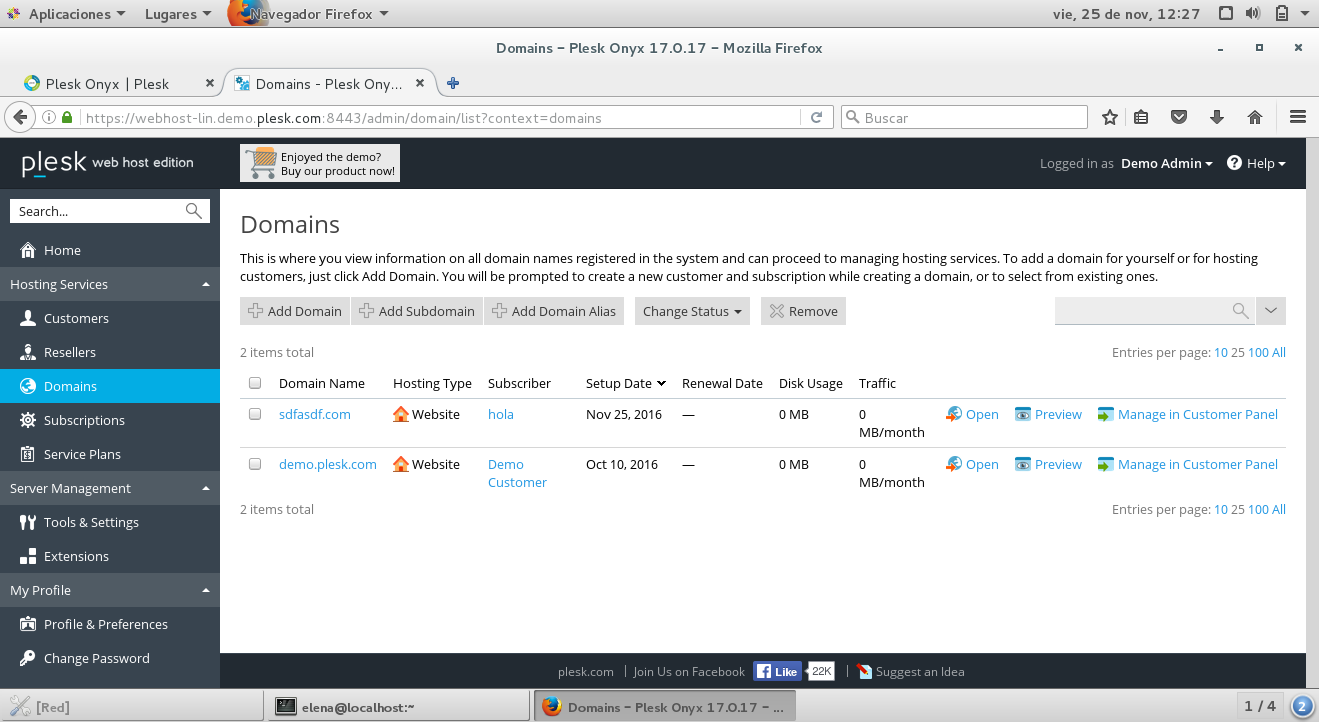 Aplicaciones Lugares Navegador Firefox vie, 25 de nov, 12:27
Domains – Plesk Onyx 17.0.17 – Mozilla Firefox
Plesk Onyx | Plesk Domains - Plesk Ony...
https://webhost-lin.demo.plesk.com:8443/admin/domain/list?context=domains Buscar
plesk web host edition
Enjoyed the demo?
Buy our product now!
Logged in as Demo Admin Help
Search...
Home
Hosting Services
Customers
Resellers
Domains
Subscriptions
Service Plans
Server Management
Tools & Settings
Extensions
My Profile
Profile & Preferences
Change Password
Domains
This is where you view information on all domain names registered in the system and can proceed to managing hosting services. To add a domain for yourself or for hosting
customers, just click Add Domain. You will be prompted to create a new customer and subscription while creating a domain, or to select from existing ones.
Add Domain Add Subdomain Add Domain Alias Change Status Remove
2 items total Entries per page: 10 25 100 All
Domain Name Hosting Type Subscriber Setup Date Renewal Date Disk Usage Traffic
sdfasdf.com Website hola Nov 25, 2016 — 0 MB 0 Open Preview Manage in Customer Panel
MB/month
demo.plesk.com Website Demo Oct 10, 2016 — 0 MB 0 Open Preview Manage in Customer Panel
Customer MB/month
2 items total Entries per page: 10 25 100 All
plesk.com | Join Us on Facebook Like 22K | Suggest an Idea
[Red] elena@localhost:~ Domains – Plesk Onyx 17.0.17 – ... 1 / 4 2